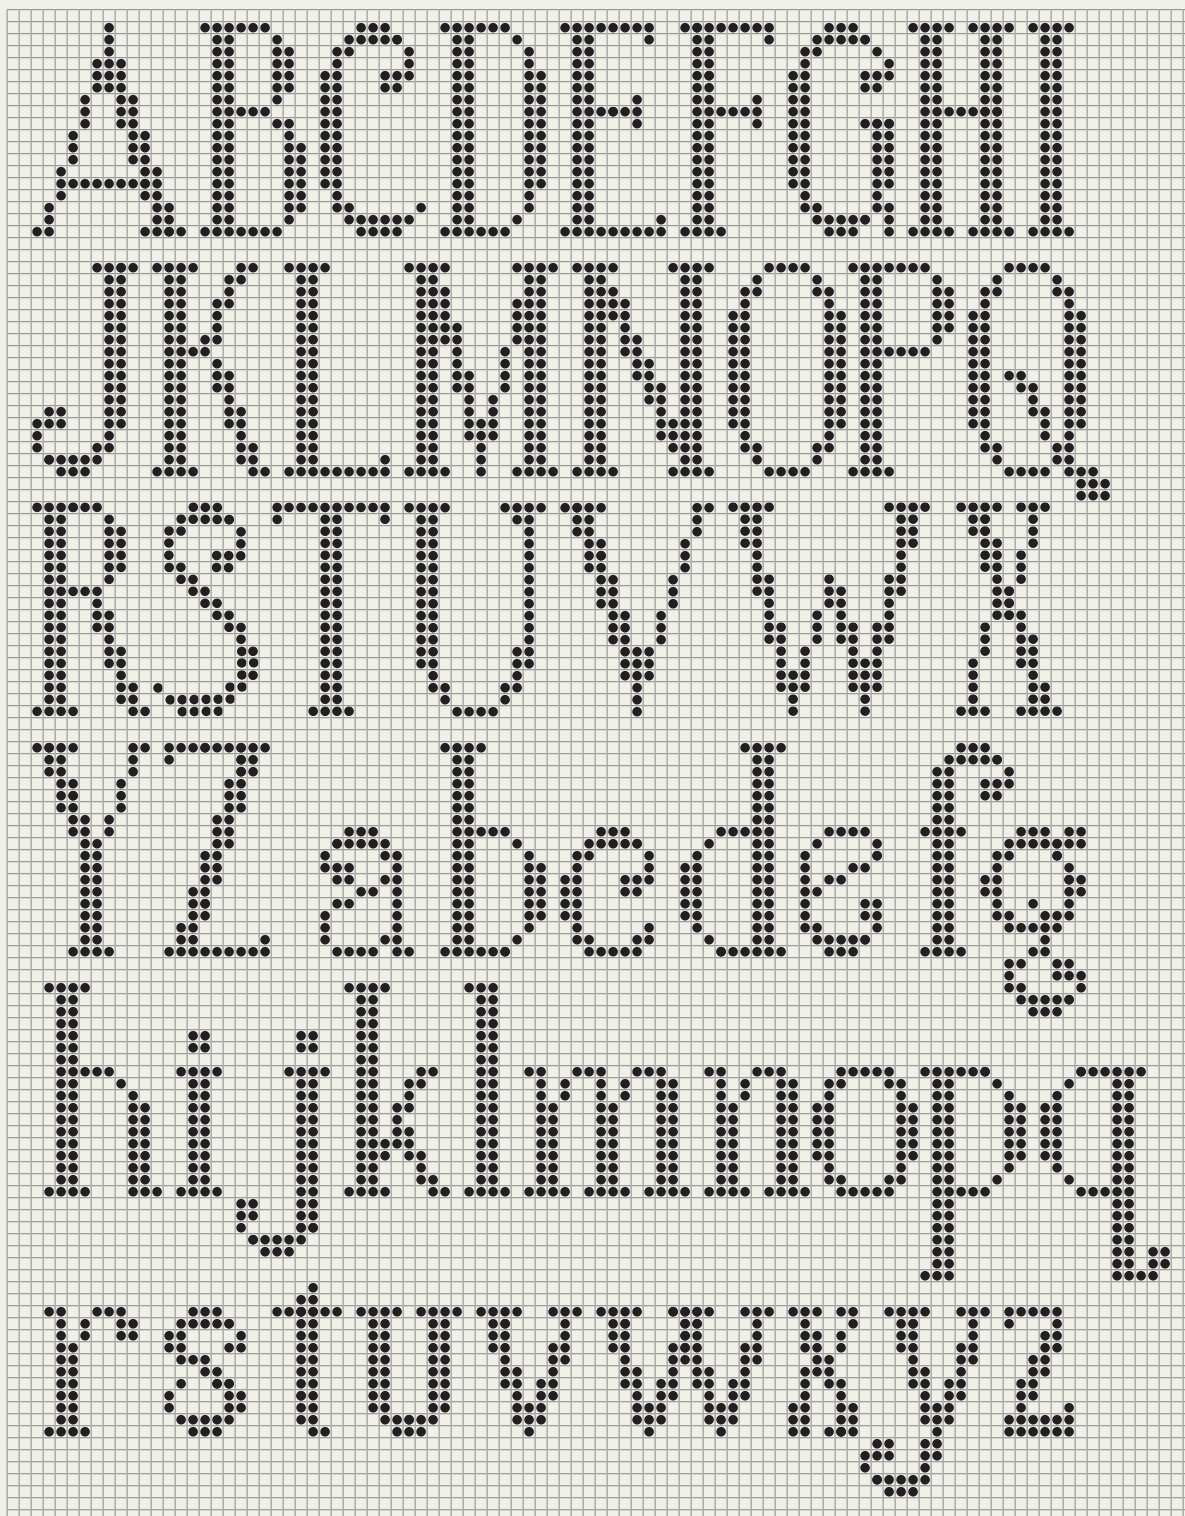 ABCDEFGHI
JKLMNOPQ
RSTUVWX
YZabcdefg
hijklmnopq
rstuvwxyz